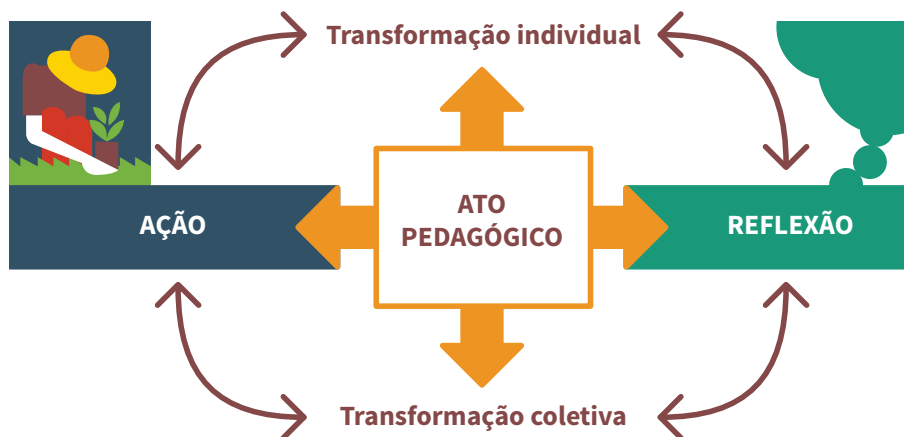 Transformação individual
AÇÃO
ATO
PEDAGÓGICO
REFLEXÃO
Transformação coletiva